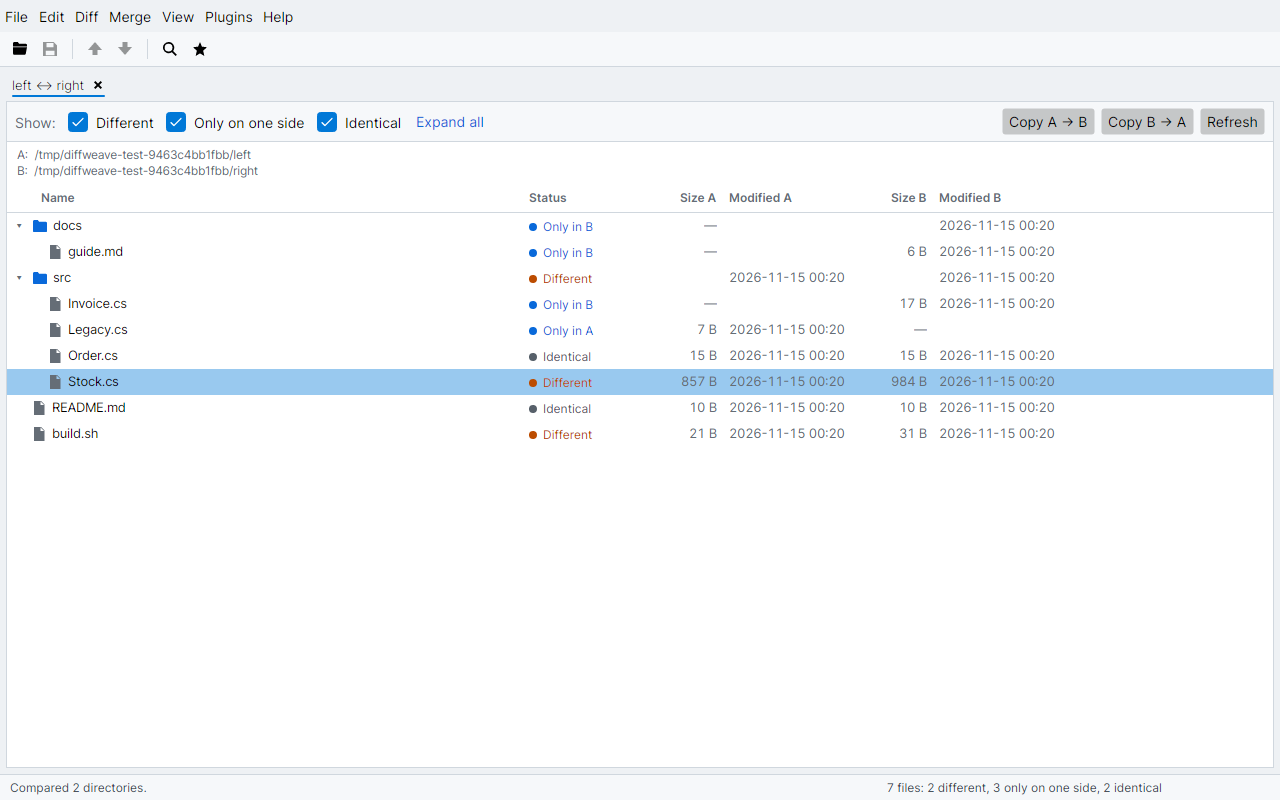 File Edit Diff Merge View Plugins Help
left ↔ right ×
Show: Different Only on one side Identical Expand all Copy A → B Copy B → A Refresh
A: /tmp/diffweave-test-9463c4bb1fbb/left
B: /tmp/diffweave-test-9463c4bb1fbb/right
Name Status Size A Modified A Size B Modified B
docs Only in B — 2026-11-15 00:20
guide.md Only in B — 6 B 2026-11-15 00:20
src Different 2026-11-15 00:20 2026-11-15 00:20
Invoice.cs Only in B — 17 B 2026-11-15 00:20
Legacy.cs Only in A 7 B 2026-11-15 00:20 —
Order.cs Identical 15 B 2026-11-15 00:20 15 B 2026-11-15 00:20
Stock.cs Different 857 B 2026-11-15 00:20 984 B 2026-11-15 00:20
README.md Identical 10 B 2026-11-15 00:20 10 B 2026-11-15 00:20
build.sh Different 21 B 2026-11-15 00:20 31 B 2026-11-15 00:20
Compared 2 directories. 7 files: 2 different, 3 only on one side, 2 identical